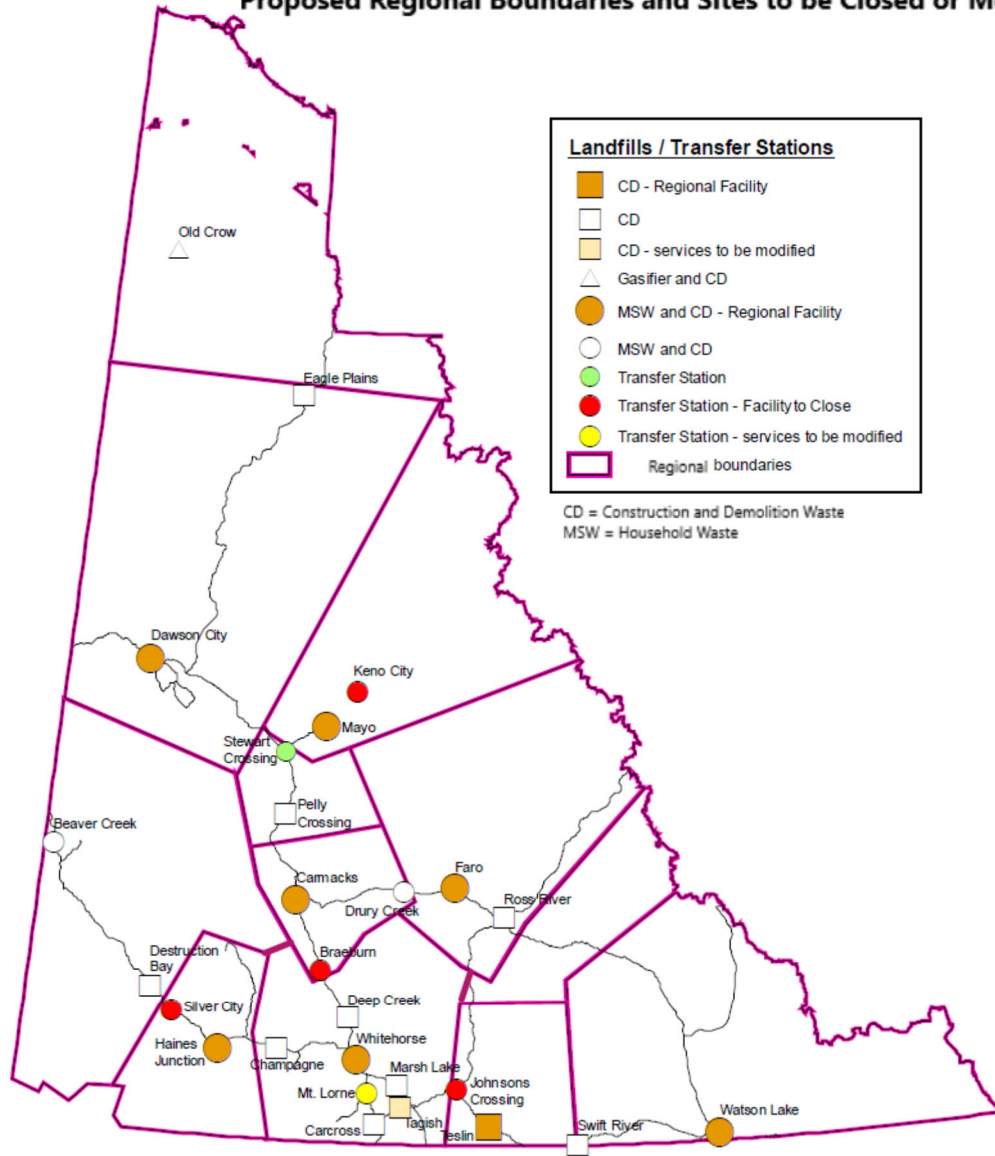 Proposed Regional Boundaries and Sites to be Closed or
Landfills / Transfer Stations
CD - Regional Facility
CD
CD - services to be modified
Gasifier and CD
MSW and CD - Regional Facility
MSW and CD
Transfer Station
Transfer Station - Facility to Close
Transfer Station - services to be modified
Regional boundaries
CD = Construction and Demolition Waste
MSW = Household Waste
Old Crow
Eagle Plains
Dawson City
Keno City
Mayo
Stewart
Crossing
Pelly
Crossing
Beaver Creek
Carmacks
Faro
Drury Creek
Ross River
Destruction
Bay
Braeburn
Silver City
Deep Creek
Haines
Junction
Champagne
Whitehorse
Marsh Lake
Mt. Lorne
Johnsons
Crossing
Tagish
Carcross
Teslin
Swift River
Watson Lake